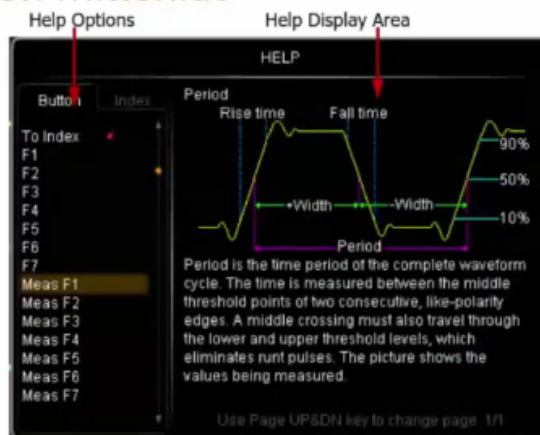 Help Options
Help Display Area
HELP
Button
Index
To Index
F1
F2
F3
F4
F5
F6
F7
Meas F1
Meas F2
Meas F3
Meas F4
Meas F5
Meas F6
Meas F7
Period
Rise time
Fall time
90%
50%
10%
+Width
-Width
Period
Period is the time period of the complete waveform
cycle. The time is measured between the middle
threshold points of two consecutive, like-polarity
edges. A middle crossing must also travel through
the lower and upper threshold levels, which
eliminates runt pulses. The picture shows the
values being measured.
Use Page UP&DN key to change page. 1/1